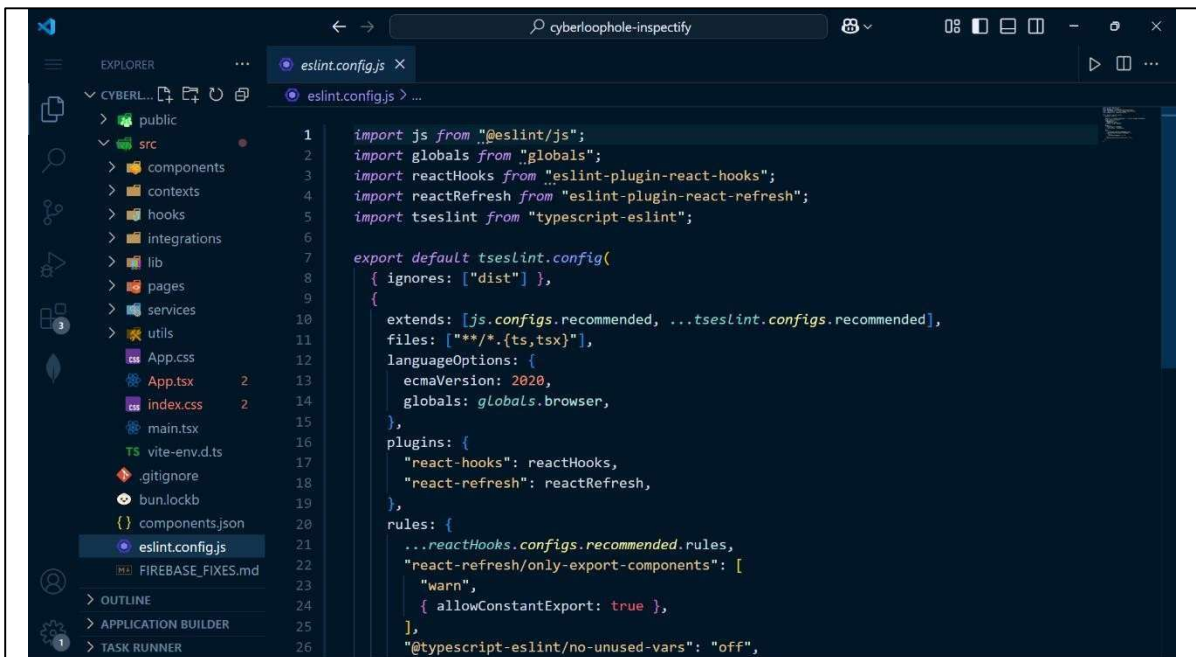 cyberloophole-inspectify
EXPLORER
eslint.config.js
CYBERL...
eslint.config.js > ...
public
src
components
contexts
hooks
integrations
lib
pages
services
utils
App.css
App.tsx 2
index.css 2
main.tsx
TS vite-env.d.ts
.gitignore
bun.lockb
{} components.json
eslint.config.js
FIREBASE_FIXES.md
OUTLINE
APPLICATION BUILDER
TASK RUNNER
3
1
1 import js from "@eslint/js";
2 import globals from "globals";
3 import reactHooks from "eslint-plugin-react-hooks";
4 import reactRefresh from "eslint-plugin-react-refresh";
5 import tseslint from "typescript-eslint";
6
7 export default tseslint.config(
8 { ignores: ["dist"] },
9 {
10 extends: [js.configs.recommended, ...tseslint.configs.recommended],
11 files: ["**/*.{ts,tsx}"],
12 languageOptions: {
13 ecmaVersion: 2020,
14 globals: globals.browser,
15 },
16 plugins: {
17 "react-hooks": reactHooks,
18 "react-refresh": reactRefresh,
19 },
20 rules: {
21 ...reactHooks.configs.recommended.rules,
22 "react-refresh/only-export-components": [
23 "warn",
24 { allowConstantExport: true },
25 ],
26 "@typescript-eslint/no-unused-vars": "off",